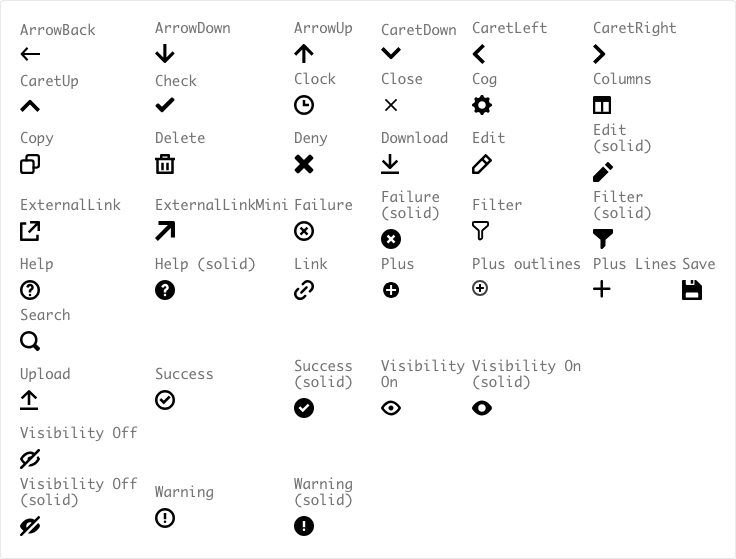 ArrowBack ArrowDown ArrowUp CaretDown CaretLeft CaretRight
CaretUp Check Clock Close Cog Columns
Copy Delete Deny Download Edit Edit
(solid)
ExternalLink ExternalLinkMini Failure Failure
(solid) Filter Filter
(solid)
Help Help (solid) Link Plus Plus outlines Plus Lines Save
Search
Upload Success Success
(solid) Visibility
On Visibility On
(solid)
Visibility Off
Visibility Off
(solid) Warning Warning
(solid)